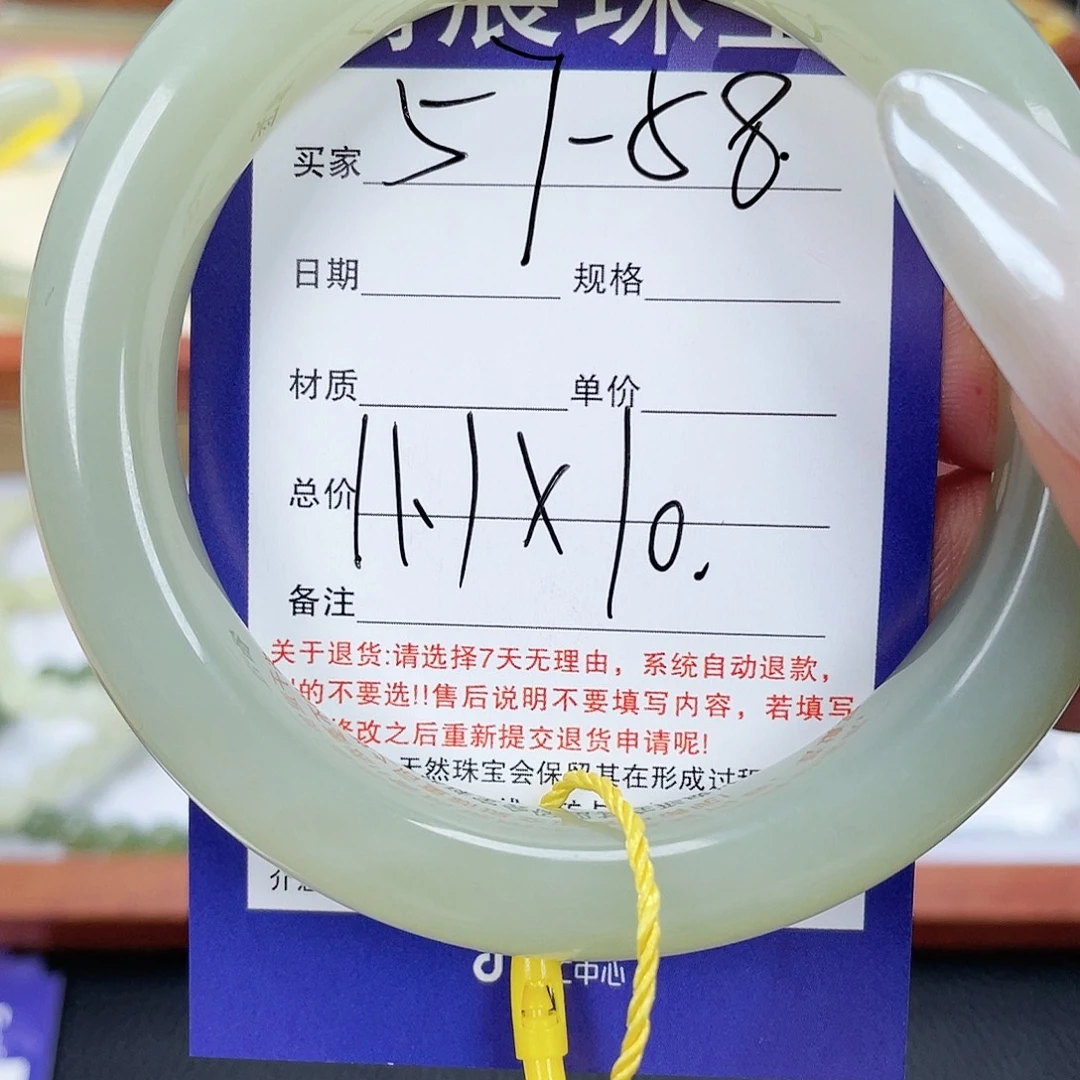 展珠宝
买家 57-58.
日期 规格
材质 单价
总价 11.1 X 10.
备注
关于退货:请选择7天无理由，系统自动退款，
的不要选!!售后说明不要填写内容，若填写
修改之后重新提交退货申请呢!
天然珠宝会保留其在形成过程
中心